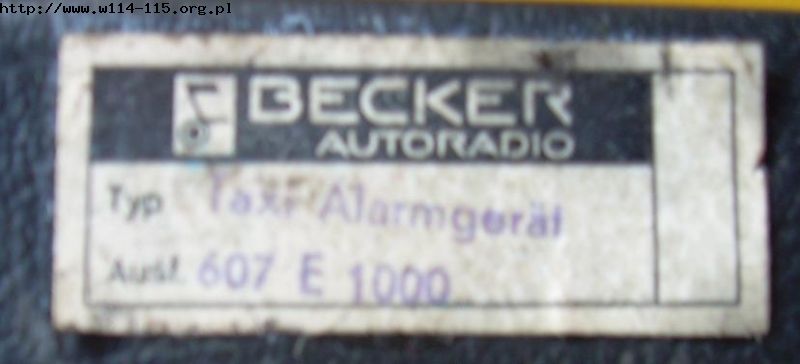 http://www.w114-115.org.pl
BECKER
AUTORADIO
Typ Taxi Alarmgerät
Ausf. 607 E 1000